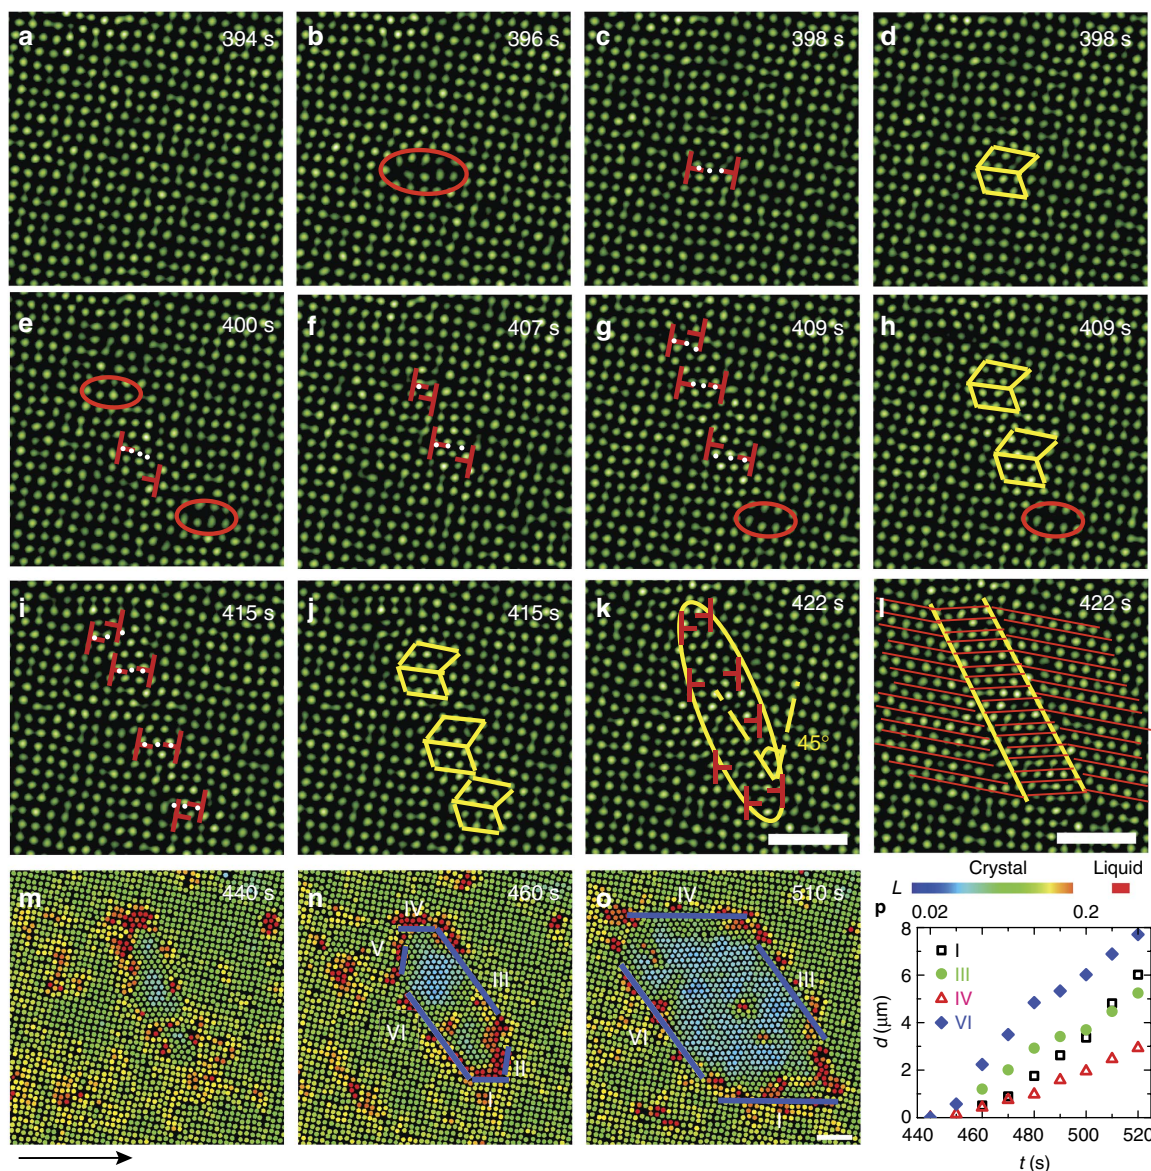 a 394 s
b 396 s
c 398 s
d 398 s
e 400 s
f 407 s
g 409 s
h 409 s
i 415 s
j 415 s
k 422 s
45°
l 422 s
m 440 s
n 460 s
IV
V
III
VI
II
I
o 510 s
IV
III
VI
I
Crystal Liquid
L
p 0.02 0.2
8
6
4
2
0
d (μm)
I
III
IV
VI
440 460 480 500 520
t (s)